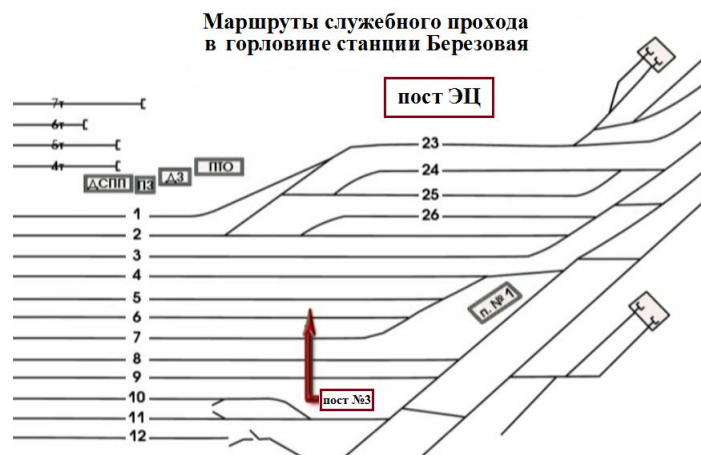 Маршруты служебного прохода
в горловине станции Березовая
пост ЭЦ
7т
6т
5т
4т
ДСПП
ПЗ
ДЗ
ПТО
23
24
25
26
1
2
3
4
5
6
7
8
9
10
11
12
п. № 1
пост №3